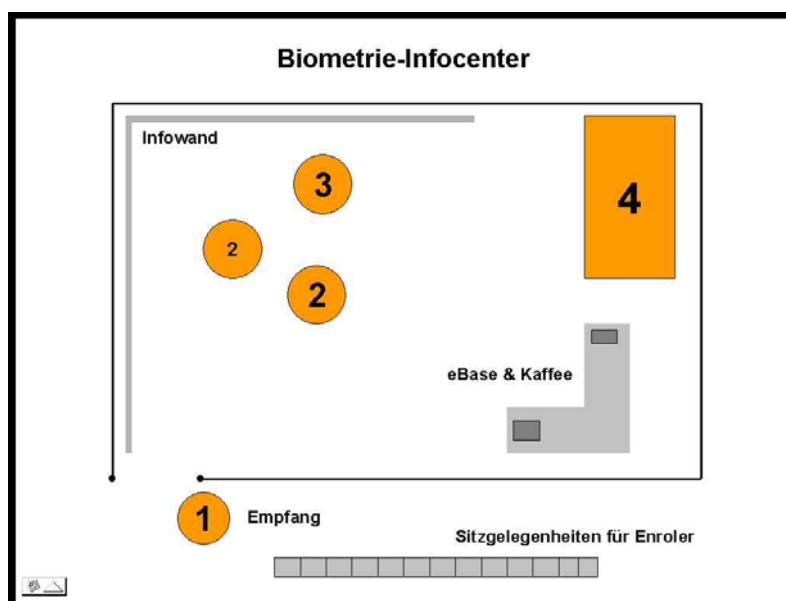 Biometrie-Infocenter
Infowand
3
4
2
2
eBase & Kaffee
1
Empfang
Sitzgelegenheiten für Enroler